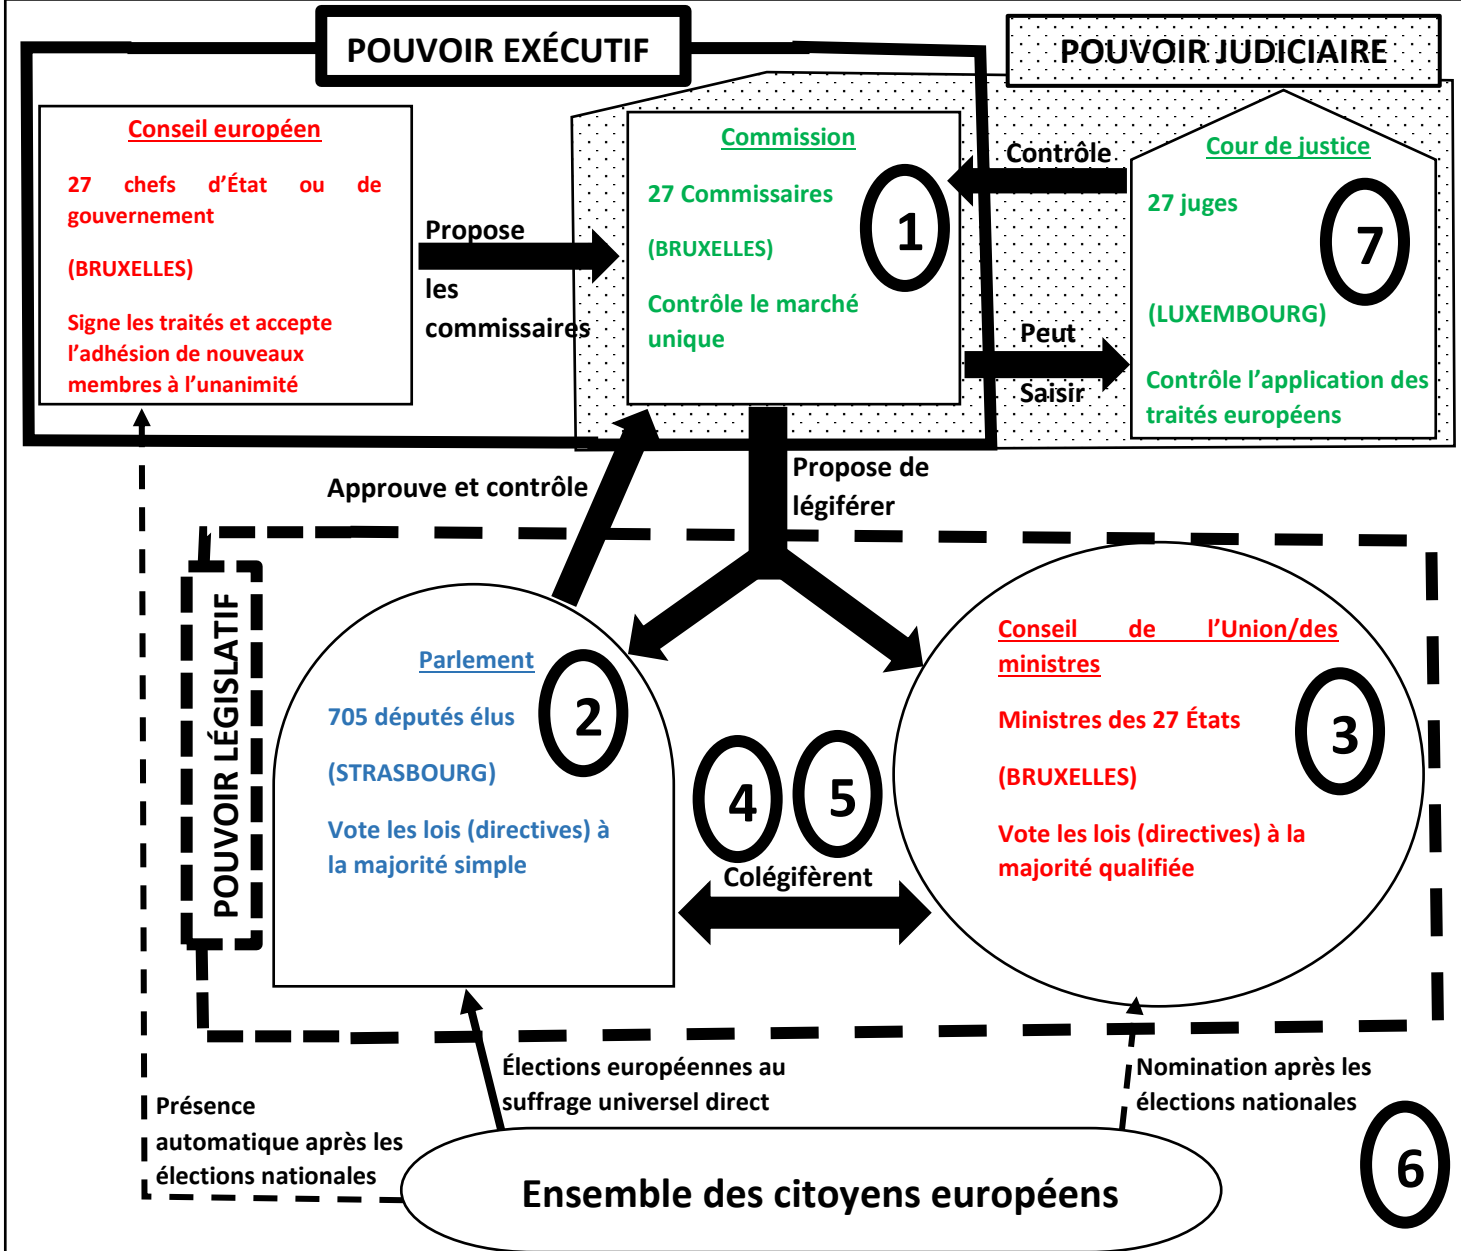 POUVOIR EXÉCUTIF
POUVOIR JUDICIAIRE
Conseil européen
27 chefs d’État ou de
gouvernement
(BRUXELLES)
Signe les traités et accepte
l’adhésion de nouveaux
membres à l’unanimité
Propose
les
commissaires
Commission
27 Commissaires
(BRUXELLES)
Contrôle le marché
unique
1
Contrôle
Peut
Saisir
Cour de justice
27 juges
7
(LUXEMBOURG)
Contrôle l’application des
traités européens
Approuve et contrôle
Propose de
légiférer
POUVOIR LÉGISLATIF
Parlement
705 députés élus
(STRASBOURG)
Vote les lois (directives) à
la majorité simple
2
4
5
Colégifèrent
Conseil de l’Union/des
ministres
Ministres des 27 États
(BRUXELLES)
Vote les lois (directives) à la
majorité qualifiée
3
Présence
automatique après les
élections nationales
Élections européennes au
suffrage universel direct
Nomination après les
élections nationales
6
Ensemble des citoyens européens